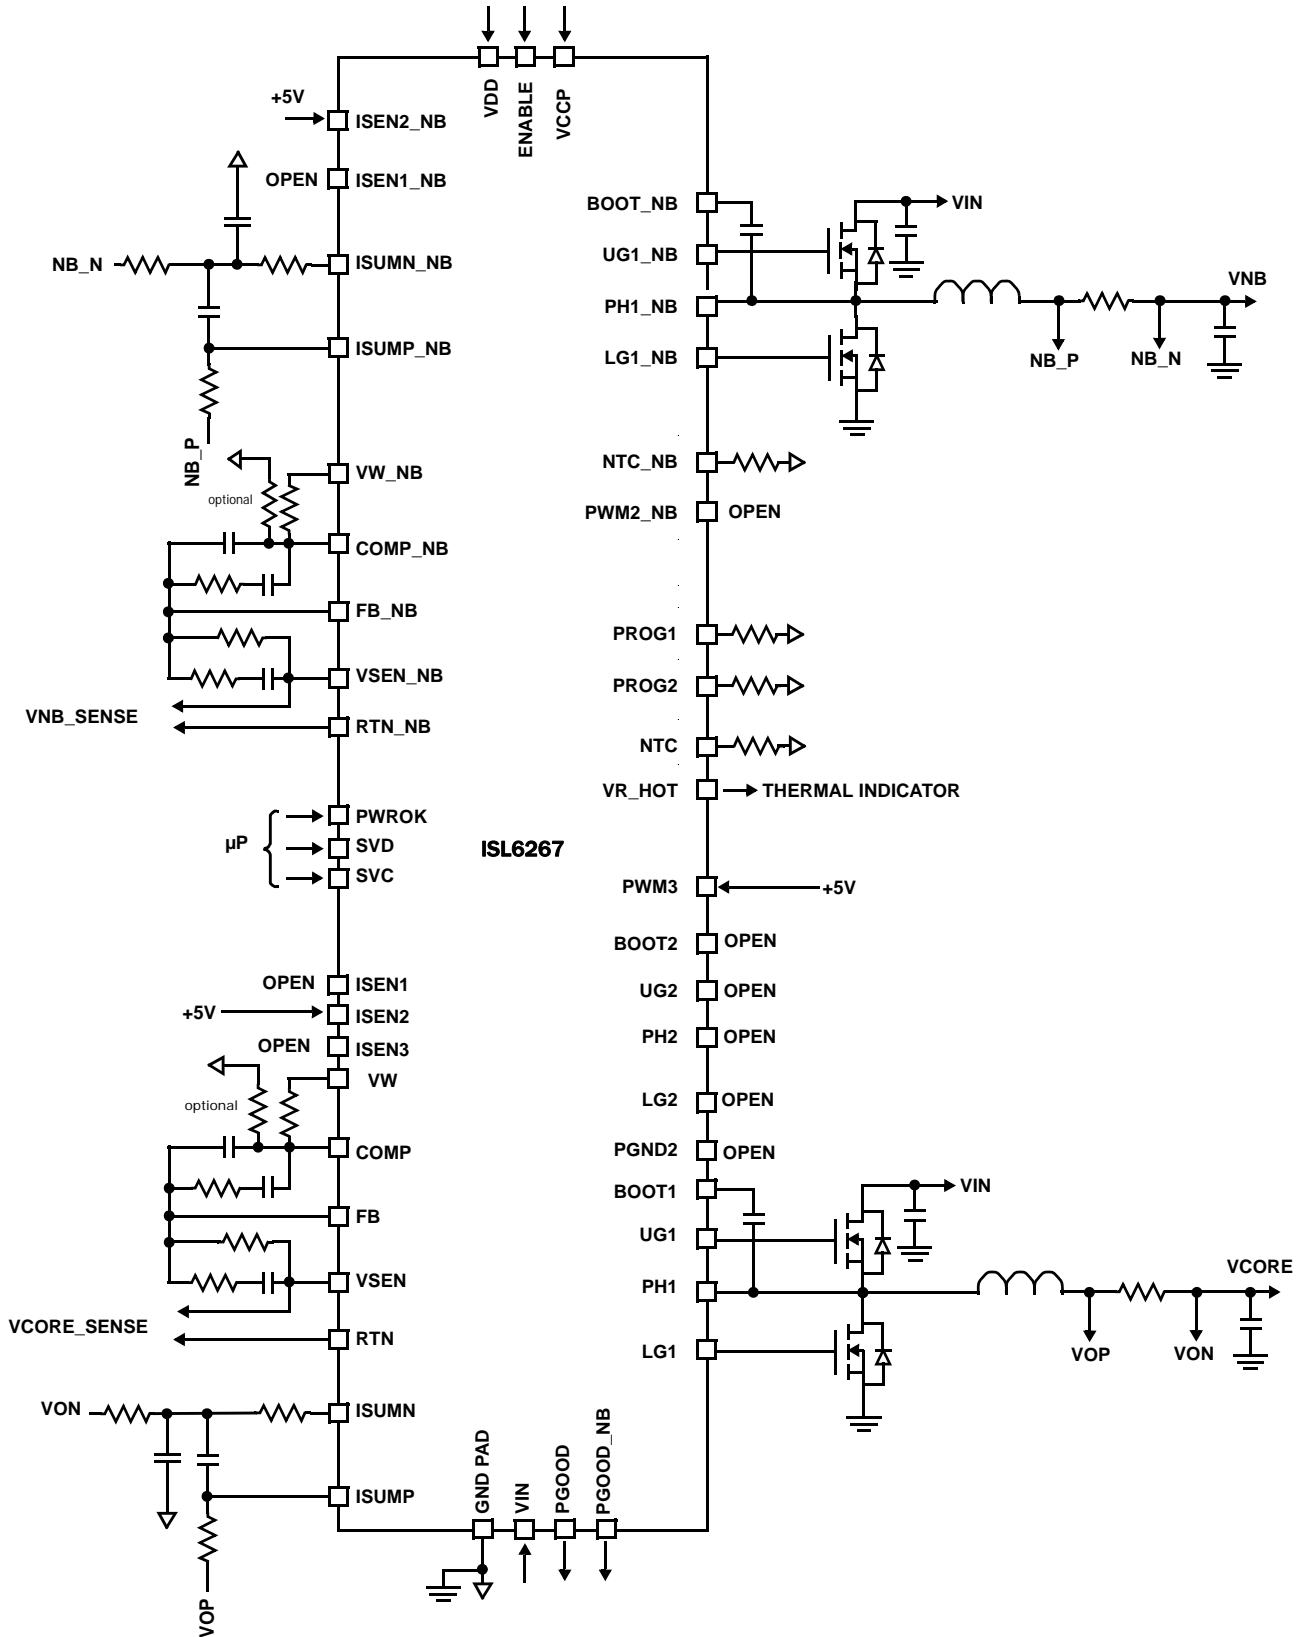 VDD
ENABLE
VCCP
+5V
ISEN2_NB
OPEN
ISEN1_NB
NB_N
ISUMN_NB
ISUMP_NB
NB_P
VW_NB
optional
COMP_NB
FB_NB
VSEN_NB
VNB_SENSE
RTN_NB
PWROK
µP
SVD
SVC
ISL6267
OPEN
ISEN1
+5V
ISEN2
OPEN
ISEN3
VW
optional
COMP
FB
VSEN
VCORE_SENSE
RTN
VON
ISUMN
ISUMP
VOP
BOOT_NB
VIN
UG1_NB
PH1_NB
VNB
LG1_NB
NB_P
NB_N
NTC_NB
PWM2_NB
OPEN
PROG1
PROG2
NTC
VR_HOT
THERMAL INDICATOR
PWM3
+5V
BOOT2
OPEN
UG2
OPEN
PH2
OPEN
LG2
OPEN
PGND2
OPEN
BOOT1
VIN
UG1
PH1
VCORE
LG1
VOP
VON
GND PAD
VIN
PGOOD
PGOOD_NB